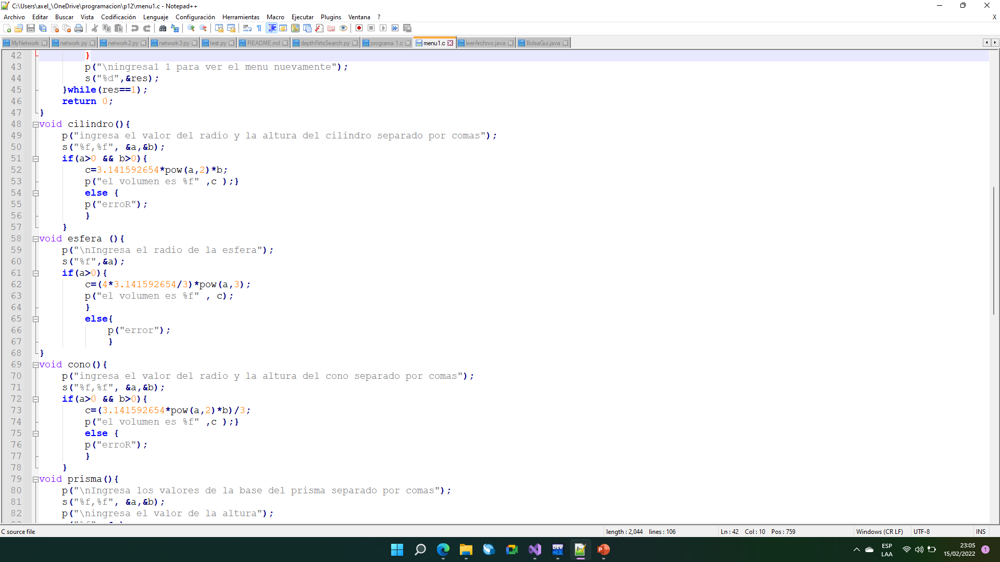 C:\Users\axel_\OneDrive\programacion\p12\menu1.c - Notepad++
Archivo Editar Buscar Vista Codificación Lenguaje Configuración Herramientas Macro Ejecutar Plugins Ventana ? X
MyNetwork network.py network2.py network3.py test.py README.md depthFirtsSearch.py programa 1.c menu1.c leerArchivo.java BolsaGui.java
42 }
43 p("\ningresa1 1 para ver el menu nuevamente");
44 s("%d",&res);
45 }while(res==1);
46 return 0;
47 }
48 void cilindro(){
49 p("ingresa el valor del radio y la altura del cilindro separado por comas");
50 s("%f,%f", &a,&b);
51 if(a>0 && b>0){
52 c=3.141592654*pow(a,2)*b;
53 p("el volumen es %f" ,c );}
54 else {
55 p("erroR");
56 }
57 }
58 void esfera (){
59 p("\nIngresa el radio de la esfera");
60 s("%f",&a);
61 if(a>0){
62 c=(4*3.141592654/3)*pow(a,3);
63 p("el volumen es %f" , c);
64 }
65 else{
66 p("error");
67 }
68 }
69 void cono(){
70 p("ingresa el valor del radio y la altura del cono separado por comas");
71 s("%f,%f", &a,&b);
72 if(a>0 && b>0){
73 c=(3.141592654*pow(a,2)*b)/3;
74 p("el volumen es %f" ,c );}
75 else {
76 p("erroR");
77 }
78 }
79 void prisma(){
80 p("\nIngresa los valores de la base del prisma separado por comas");
81 s("%f,%f", &a,&b);
82 p("\ningresa el valor de la altura");
C source file length : 2,044 lines : 106 Ln : 42 Col : 10 Pos : 759 Windows (CR LF) UTF-8 INS
DEV
ESP
LAA
23:05
15/02/2022
1